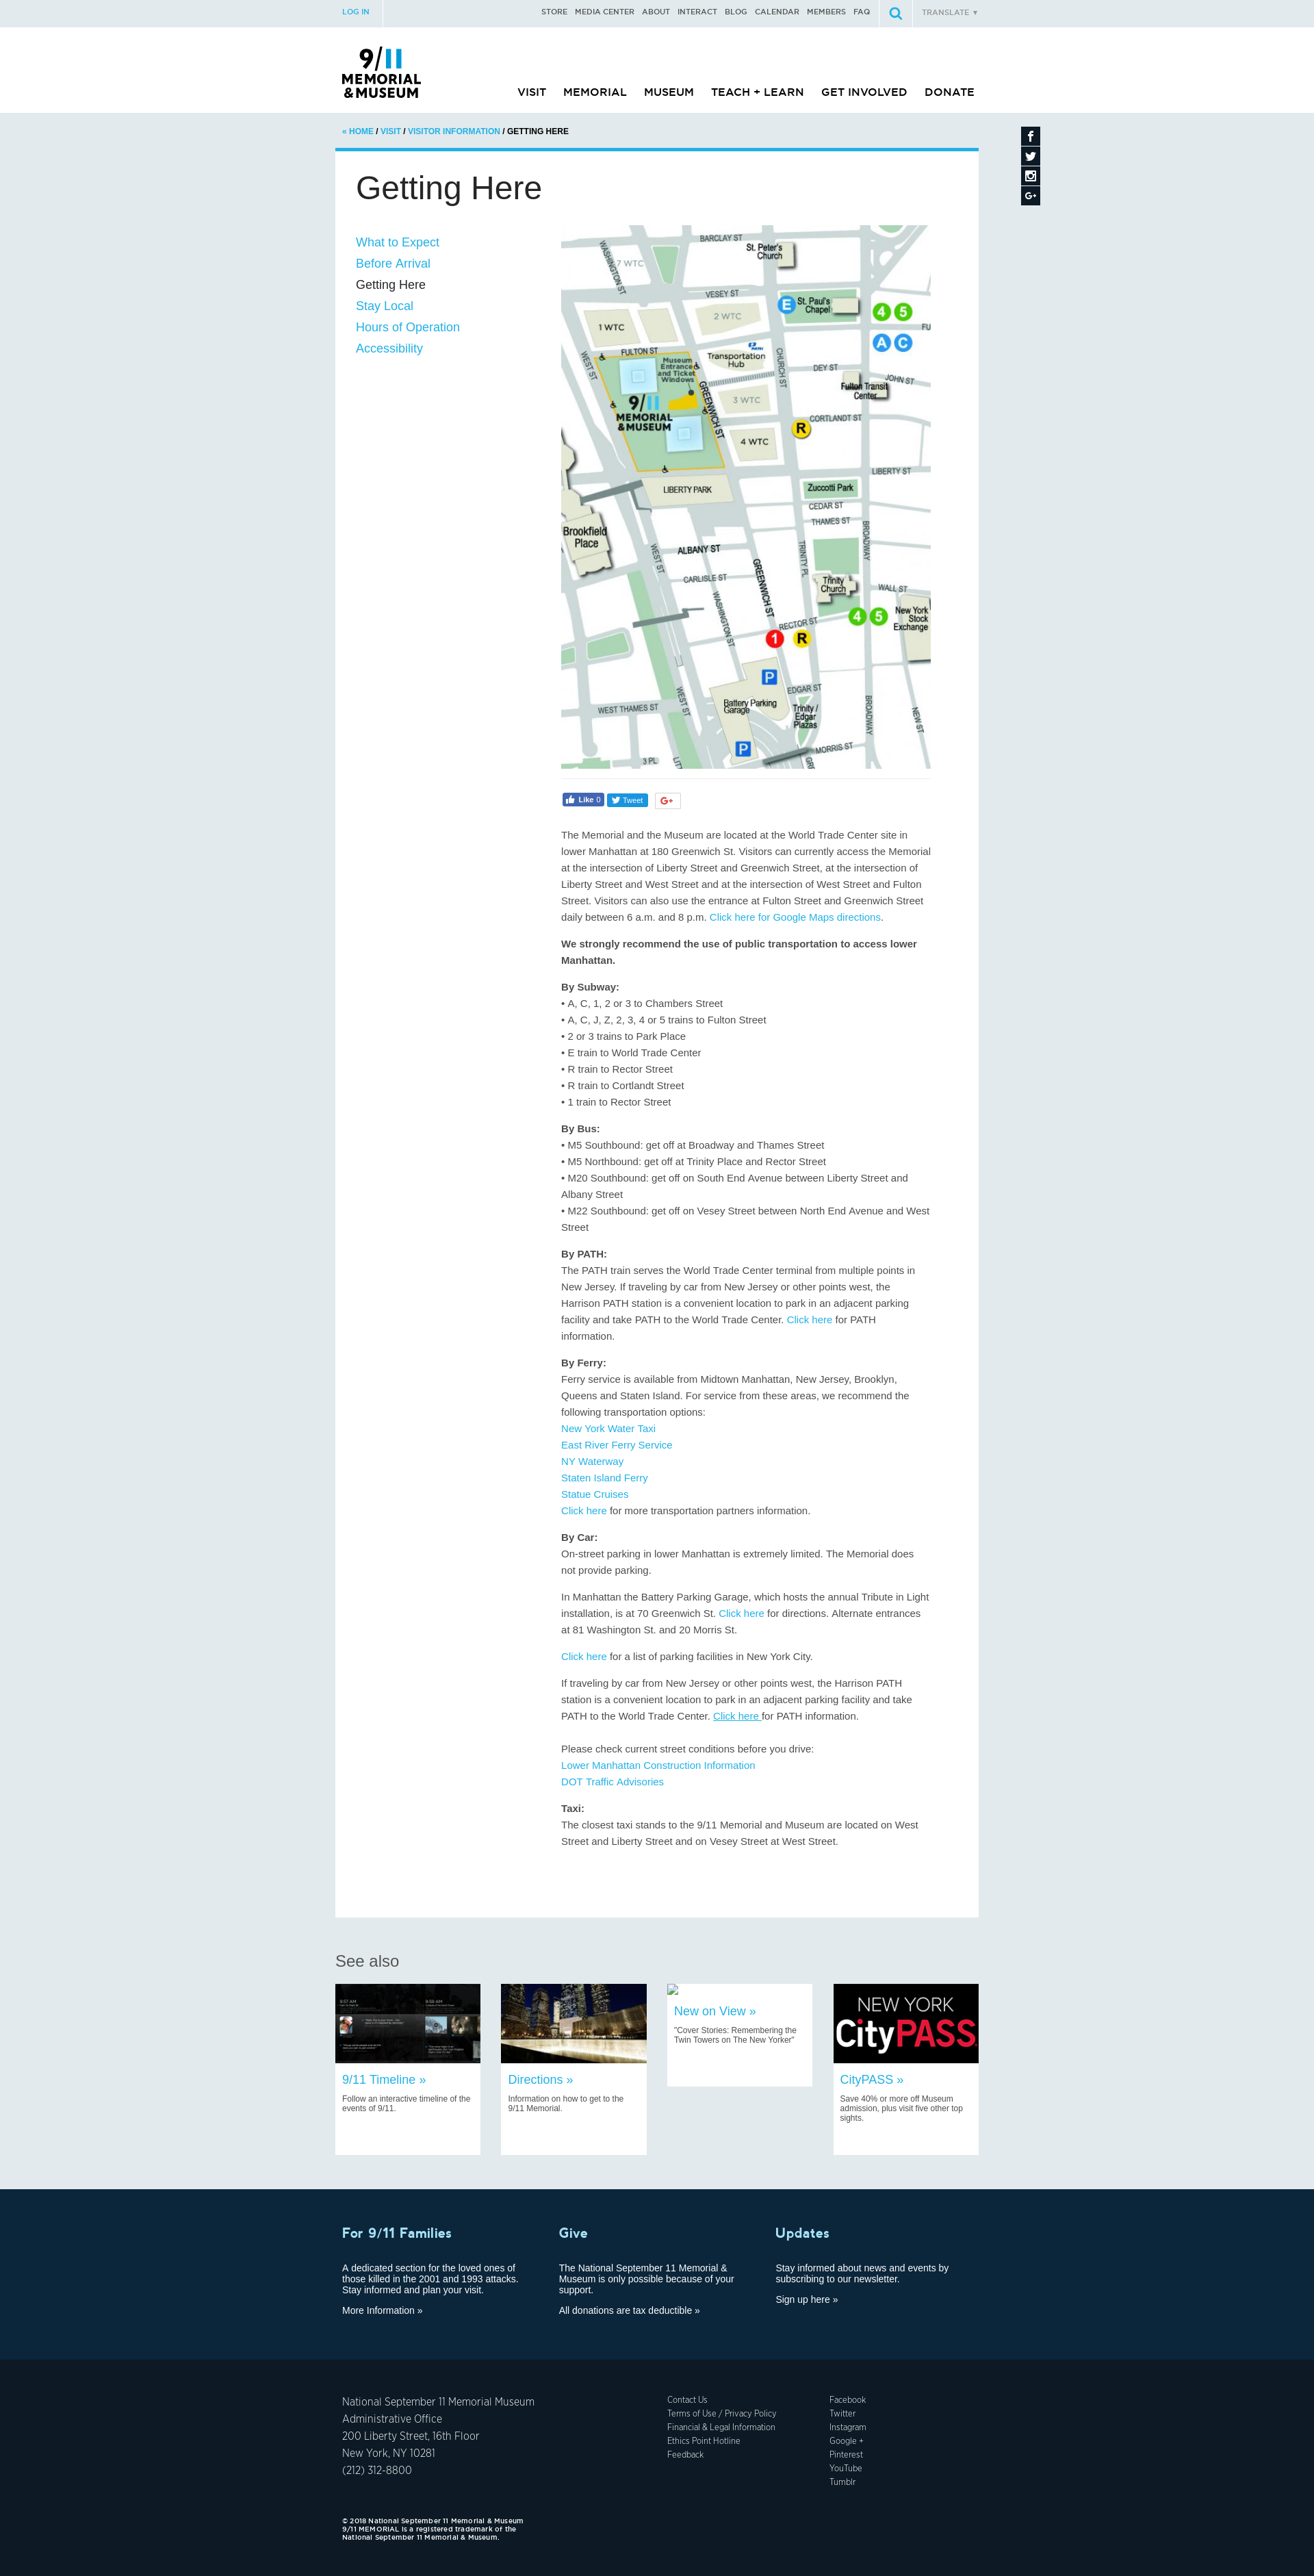 LOG IN
STORE MEDIA CENTER ABOUT INTERACT BLOG CALENDAR MEMBERS FAQ
TRANSLATE ▼
9/11
MEMORIAL
& MUSEUM
VISIT MEMORIAL MUSEUM TEACH + LEARN GET INVOLVED DONATE
« HOME / VISIT / VISITOR INFORMATION / GETTING HERE
Getting Here
What to Expect
Before Arrival
Getting Here
Stay Local
Hours of Operation
Accessibility
BARCLAY ST
WASHINGTON ST
7 WTC
St. Peter's
Church
VESEY ST
E
St. Paul's
Chapel
4 5
2 WTC
1 WTC
FU
A C
FULTON ST
PATH
Transportation
Hub
WEST ST
Museum
Entrance
and Ticket
Windows
CHURCH ST
DEY ST
JOHN ST
Fulton Transit
Center
GREENWICH ST
3 WTC
9/11
MEMORIAL
& MUSEUM
CORTLANDT ST
R
4 WTC
LIBERTY ST
LIBERTY PARK
Zuccotti Park
CEDAR ST
THAMES ST
Brookfield
Place
WEST ST
ALBANY ST
TRINITY PL
BROADWAY
CARLISLE ST
GREENWICH ST
Trinity
Church
WALL ST
WASHINGTON ST
4 5
New York
Stock
Exchange
RECTOR ST
1 R
P
WEST ST
EDGAR ST
Battery Parking
Garage
WEST THAMES ST
Trinity /
Edgar
Plazas
BROADWAY
NEW ST
P
MORRIS ST
3 PL
LIT
GRE
Like 0
Tweet
G+
The Memorial and the Museum are located at the World Trade Center site in
lower Manhattan at 180 Greenwich St. Visitors can currently access the Memorial
at the intersection of Liberty Street and Greenwich Street, at the intersection of
Liberty Street and West Street and at the intersection of West Street and Fulton
Street. Visitors can also use the entrance at Fulton Street and Greenwich Street
daily between 6 a.m. and 8 p.m. Click here for Google Maps directions.
We strongly recommend the use of public transportation to access lower
Manhattan.
By Subway:
• A, C, 1, 2 or 3 to Chambers Street
• A, C, J, Z, 2, 3, 4 or 5 trains to Fulton Street
• 2 or 3 trains to Park Place
• E train to World Trade Center
• R train to Rector Street
• R train to Cortlandt Street
• 1 train to Rector Street
By Bus:
• M5 Southbound: get off at Broadway and Thames Street
• M5 Northbound: get off at Trinity Place and Rector Street
• M20 Southbound: get off on South End Avenue between Liberty Street and
Albany Street
• M22 Southbound: get off on Vesey Street between North End Avenue and West
Street
By PATH:
The PATH train serves the World Trade Center terminal from multiple points in
New Jersey. If traveling by car from New Jersey or other points west, the
Harrison PATH station is a convenient location to park in an adjacent parking
facility and take PATH to the World Trade Center. Click here for PATH
information.
By Ferry:
Ferry service is available from Midtown Manhattan, New Jersey, Brooklyn,
Queens and Staten Island. For service from these areas, we recommend the
following transportation options:
New York Water Taxi
East River Ferry Service
NY Waterway
Staten Island Ferry
Statue Cruises
Click here for more transportation partners information.
By Car:
On-street parking in lower Manhattan is extremely limited. The Memorial does
not provide parking.
In Manhattan the Battery Parking Garage, which hosts the annual Tribute in Light
installation, is at 70 Greenwich St. Click here for directions. Alternate entrances
at 81 Washington St. and 20 Morris St.
Click here for a list of parking facilities in New York City.
If traveling by car from New Jersey or other points west, the Harrison PATH
station is a convenient location to park in an adjacent parking facility and take
PATH to the World Trade Center. Click here for PATH information.
Please check current street conditions before you drive:
Lower Manhattan Construction Information
DOT Traffic Advisories
Taxi:
The closest taxi stands to the 9/11 Memorial and Museum are located on West
Street and Liberty Street and on Vesey Street at West Street.
See also
NEW YORK
CityPASS
9/11 Timeline »
Follow an interactive timeline of the
events of 9/11.
Directions »
Information on how to get to the
9/11 Memorial.
New on View »
"Cover Stories: Remembering the
Twin Towers on The New Yorker"
CityPASS »
Save 40% or more off Museum
admission, plus visit five other top
sights.
For 9/11 Families
A dedicated section for the loved ones of
those killed in the 2001 and 1993 attacks.
Stay informed and plan your visit.
More Information »
Give
The National September 11 Memorial &
Museum is only possible because of your
support.
All donations are tax deductible »
Updates
Stay informed about news and events by
subscribing to our newsletter.
Sign up here »
National September 11 Memorial Museum
Administrative Office
200 Liberty Street, 16th Floor
New York, NY 10281
(212) 312-8800
Contact Us
Terms of Use / Privacy Policy
Financial & Legal Information
Ethics Point Hotline
Feedback
Facebook
Twitter
Instagram
Google +
Pinterest
YouTube
Tumblr
© 2018 National September 11 Memorial & Museum
9/11 MEMORIAL is a registered trademark of the
National September 11 Memorial & Museum.